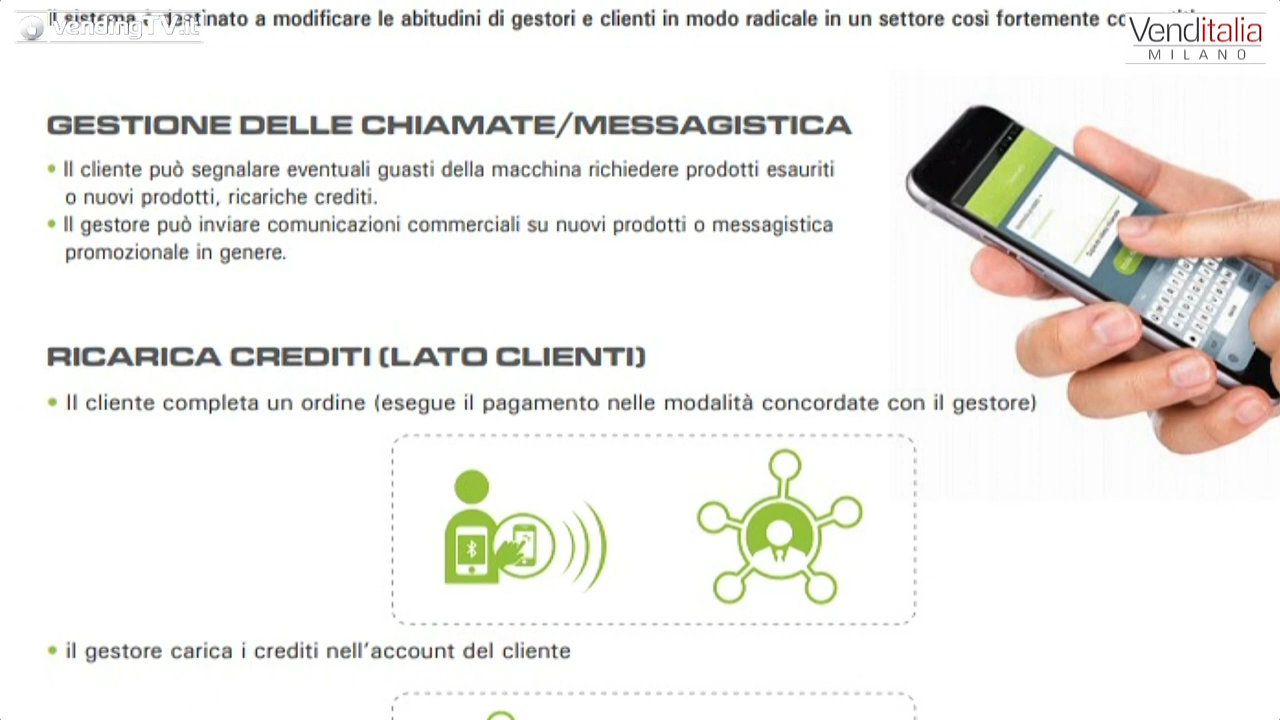 il sistema è destinato a modificare le abitudini di gestori e clienti in modo radicale in un settore così fortemente
VendingTV.it
Venditalia
MILANO
GESTIONE DELLE CHIAMATE/MESSAGISTICA
• Il cliente può segnalare eventuali guasti della macchina richiedere prodotti esauriti
o nuovi prodotti, ricariche crediti.
• Il gestore può inviare comunicazioni commerciali su nuovi prodotti o messagistica
promozionale in genere.
RICARICA CREDITI (LATO CLIENTI)
• Il cliente completa un ordine (esegue il pagamento nelle modalità concordate con il gestore)
• il gestore carica i crediti nell'account del cliente